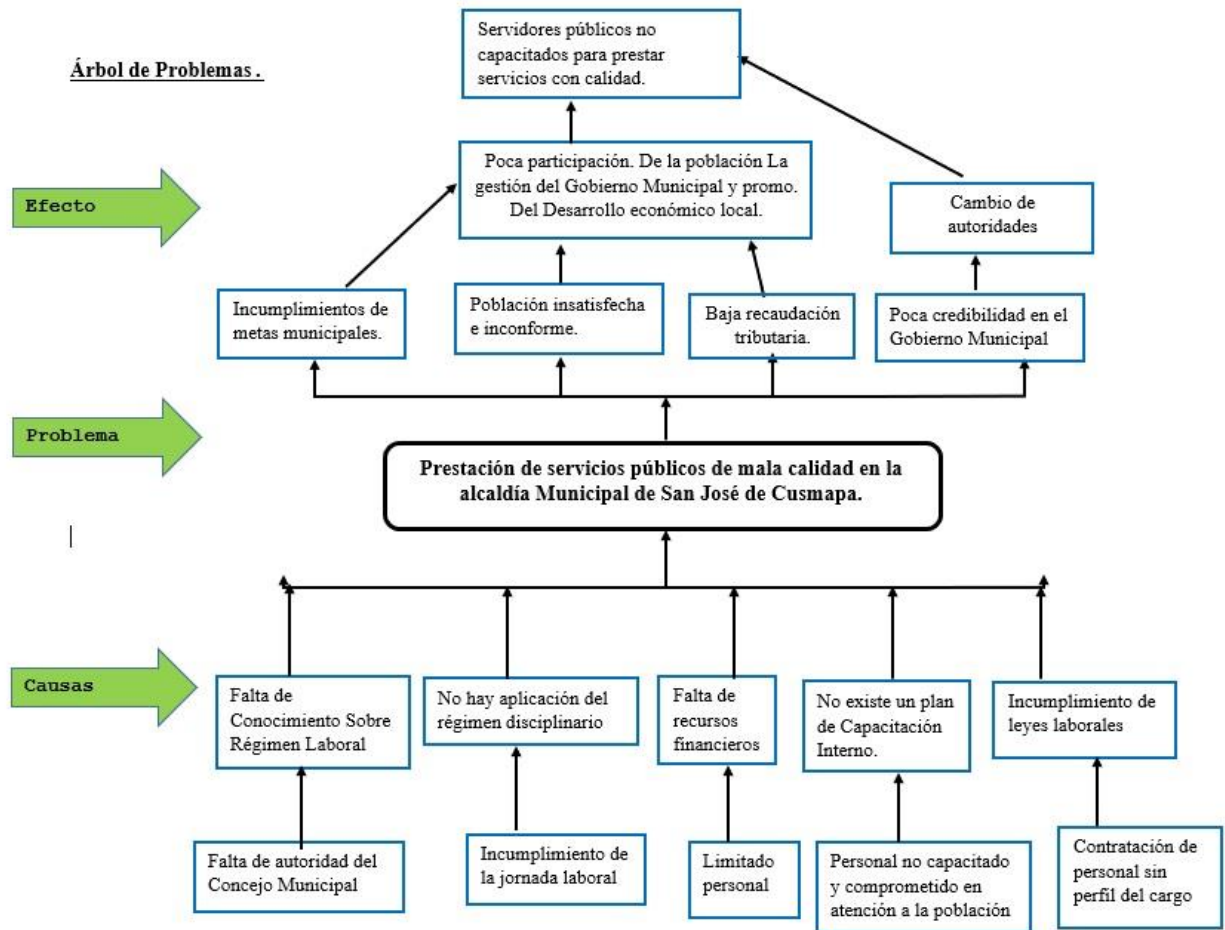 Árbol de Problemas .
Servidores públicos no
capacitados para prestar
servicios con calidad.
Efecto
Poca participación. De la población La
gestión del Gobierno Municipal y promo.
Del Desarrollo económico local.
Cambio de
autoridades
Incumplimientos de
metas municipales.
Población insatisfecha
e inconforme.
Baja recaudación
tributaria.
Poca credibilidad en el
Gobierno Municipal
Problema
Prestación de servicios públicos de mala calidad en la
alcaldía Municipal de San José de Cusmapa.
Causas
Falta de
Conocimiento Sobre
Régimen Laboral
No hay aplicación del
régimen disciplinario
Falta de
recursos
financieros
No existe un plan
de Capacitación
Interno.
Incumplimiento de
leyes laborales
Falta de autoridad del
Concejo Municipal
Incumplimiento de
la jornada laboral
Limitado
personal
Personal no capacitado
y comprometido en
atención a la población
Contratación de
personal sin
perfil del cargo